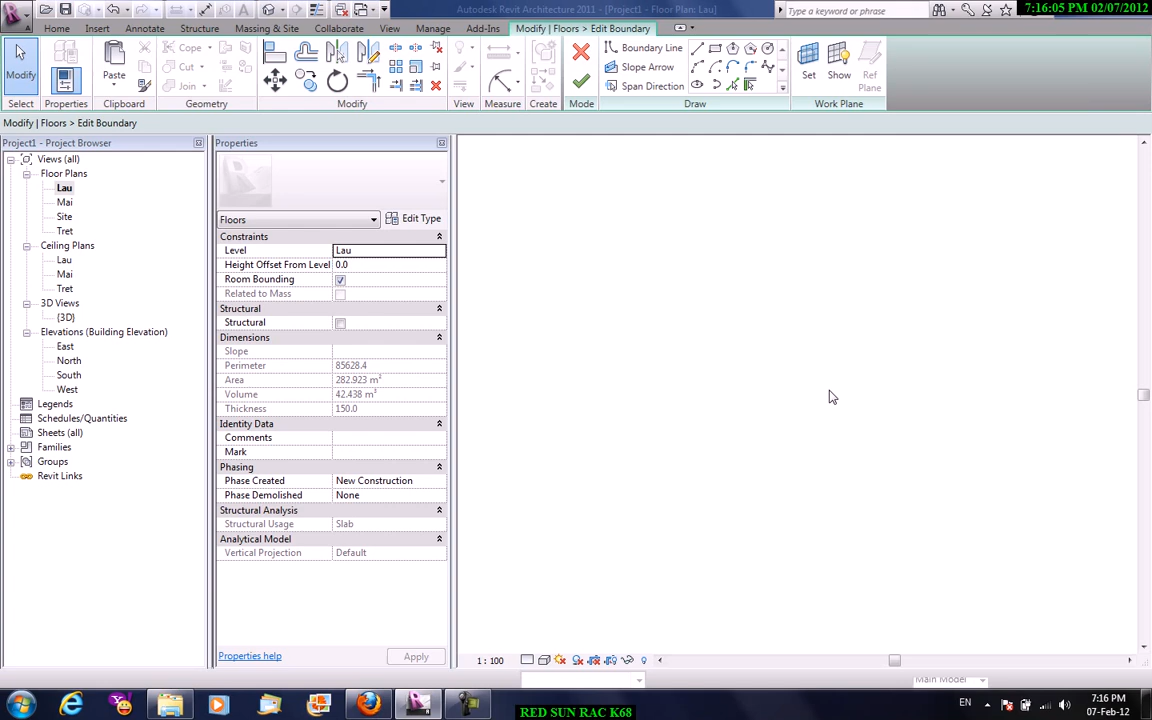 Autodesk Revit Architecture 2011 - [Project1 - Floor Plan: Lau]
Type a keyword or phrase
7:16:05 PM 02/07/2012
Home Insert Annotate Structure Massing & Site Collaborate View Manage Add-Ins Modify | Floors > Edit Boundary
Modify
Properties
Paste
Cope
Cut
Join
Boundary Line
Slope Arrow
Span Direction
Set
Show
Ref
Plane
Select Properties Clipboard Geometry Modify View Measure Create Mode Draw Work Plane
Modify | Floors > Edit Boundary
Project1 - Project Browser
Views (all)
Floor Plans
Lau
Mai
Site
Tret
Ceiling Plans
Lau
Mai
Tret
3D Views
{3D}
Elevations (Building Elevation)
East
North
South
West
Legends
Schedules/Quantities
Sheets (all)
Families
Groups
Revit Links
Properties
Floors
Edit Type
Constraints
Level Lau
Height Offset From Level 0.0
Room Bounding
Related to Mass
Structural
Structural
Dimensions
Slope
Perimeter 85628.4
Area 282.923 m²
Volume 42.438 m³
Thickness 150.0
Identity Data
Comments
Mark
Phasing
Phase Created New Construction
Phase Demolished None
Structural Analysis
Structural Usage Slab
Analytical Model
Vertical Projection Default
Properties help
Apply
1 : 100
Main Model
EN
7:16 PM
07-Feb-12
RED SUN RAC K68